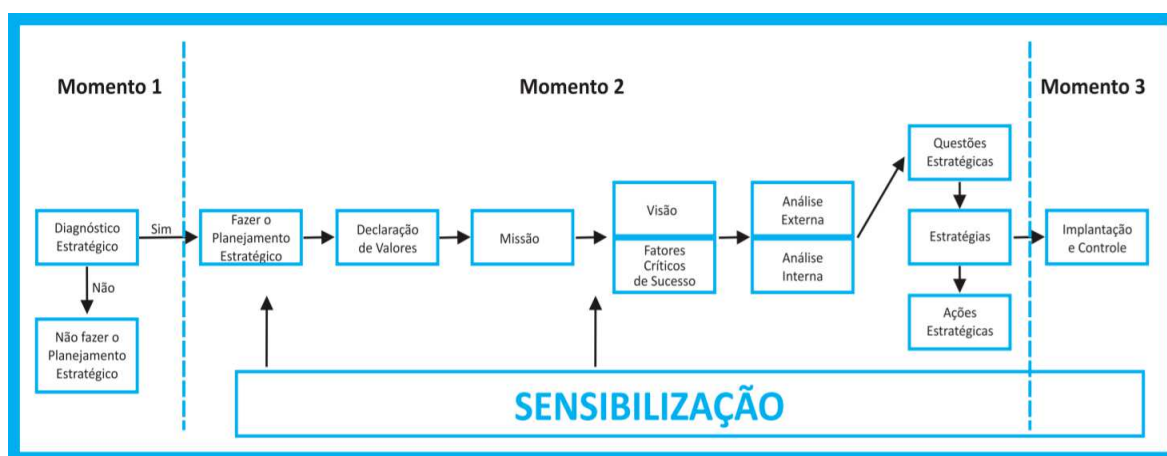 Momento 1
Momento 2
Momento 3
Diagnóstico
Estratégico
Sim
Não
Não fazer o
Planejamento
Estratégico
Fazer o
Planejamento
Estratégico
Declaração
de Valores
Missão
Visão
Fatores
Críticos
de Sucesso
Análise
Externa
Análise
Interna
Questões
Estratégicas
Estratégias
Ações
Estratégicas
Implantação
e Controle
SENSIBILIZAÇÃO